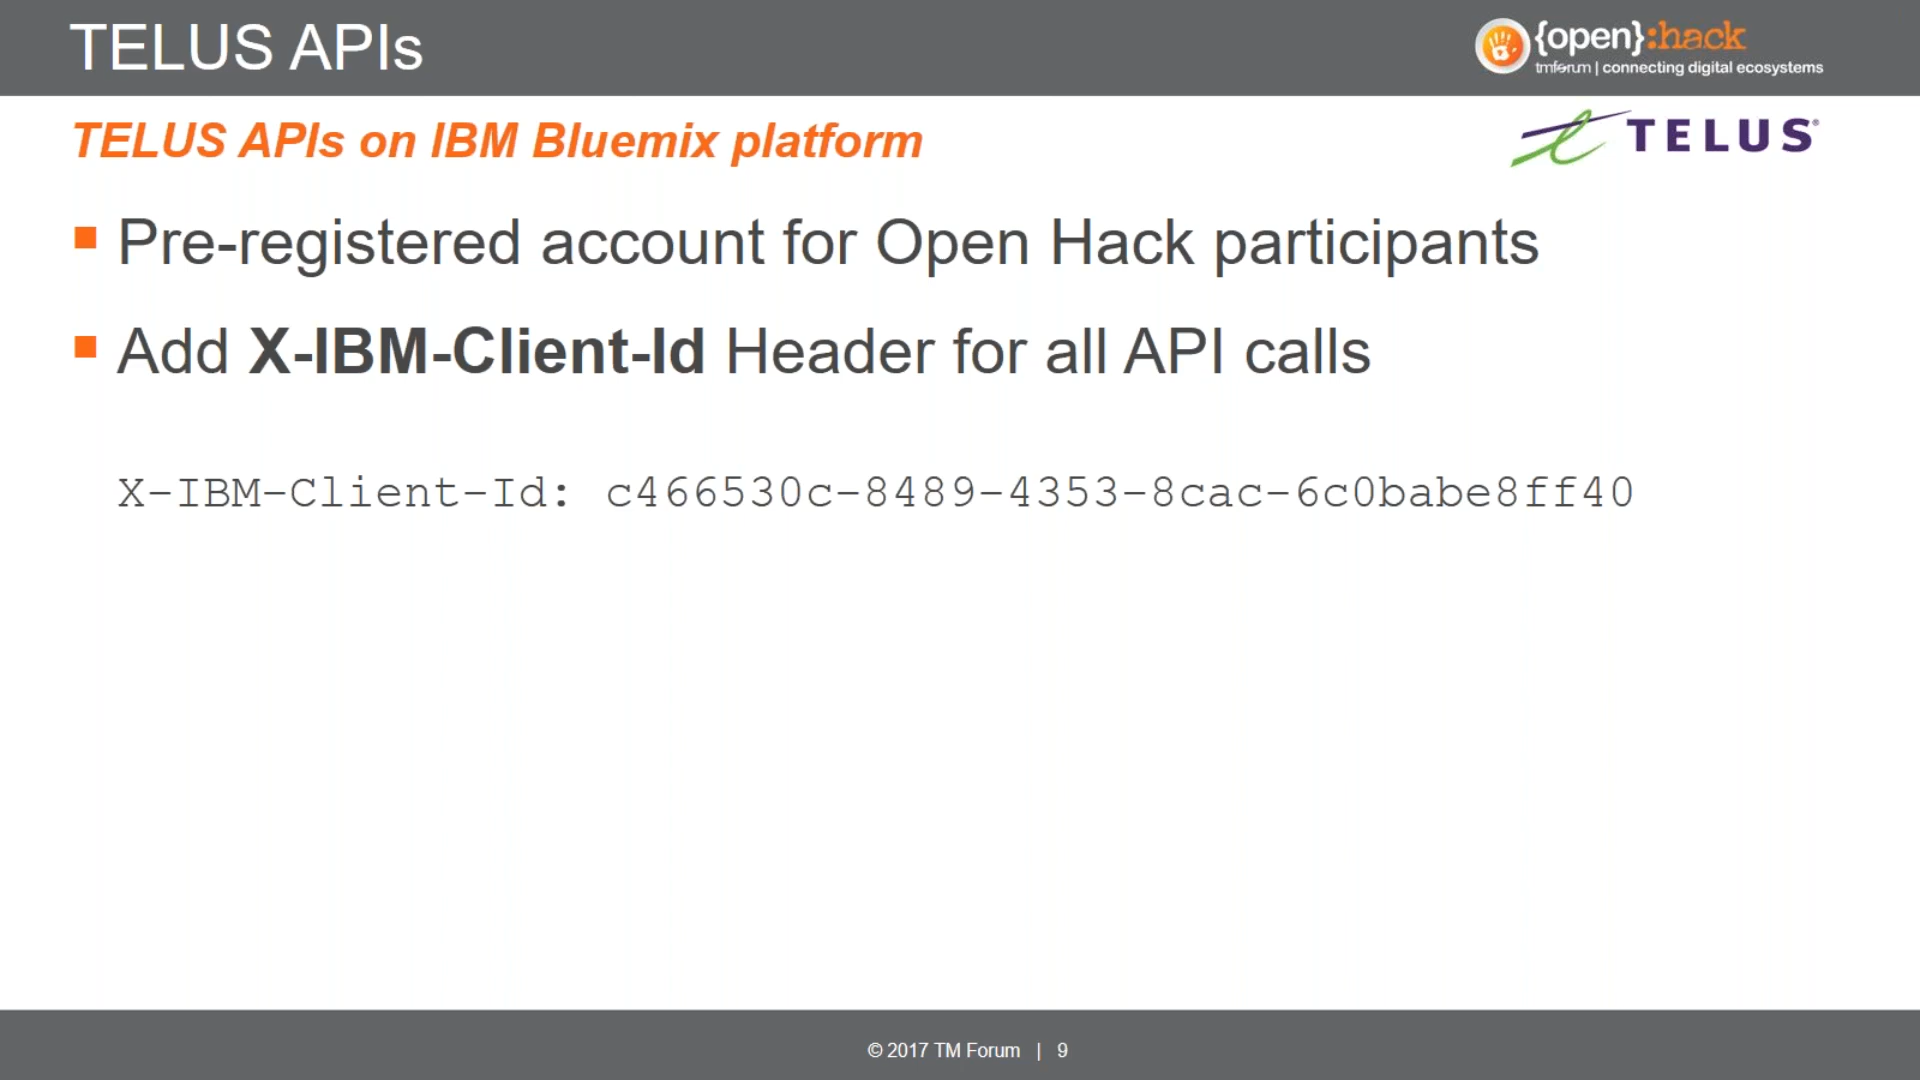 TELUS APIs
{open}:hack
tmforum | connecting digital ecosystems
TELUS APIs on IBM Bluemix platform
TELUS
Pre-registered account for Open Hack participants
Add X-IBM-Client-Id Header for all API calls
X-IBM-Client-Id: c466530c-8489-4353-8cac-6c0babe8ff40
© 2017 TM Forum | 9